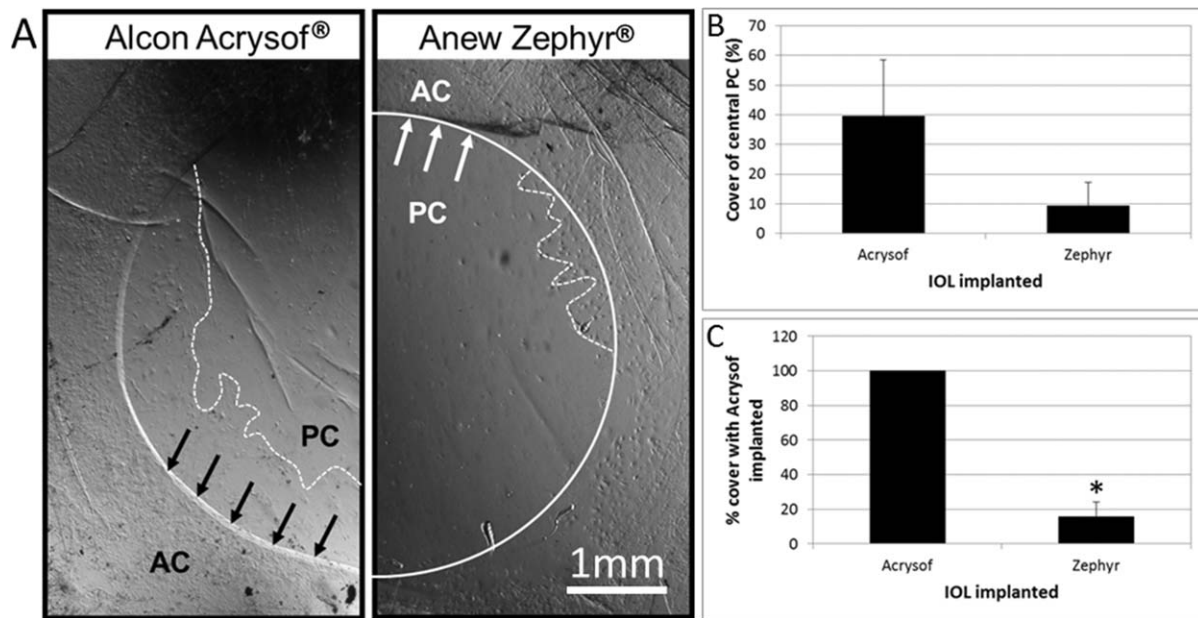 A
Alcon Acrysof®
Anew Zephyr®
AC
PC
AC
PC
1mm
B
Cover of central PC (%)
70
60
50
40
30
20
10
0
Acrysof
Zephyr
IOL implanted
C
% cover with Acrysof
implanted
120
100
80
60
40
20
0
*
Acrysof
Zephyr
IOL implanted